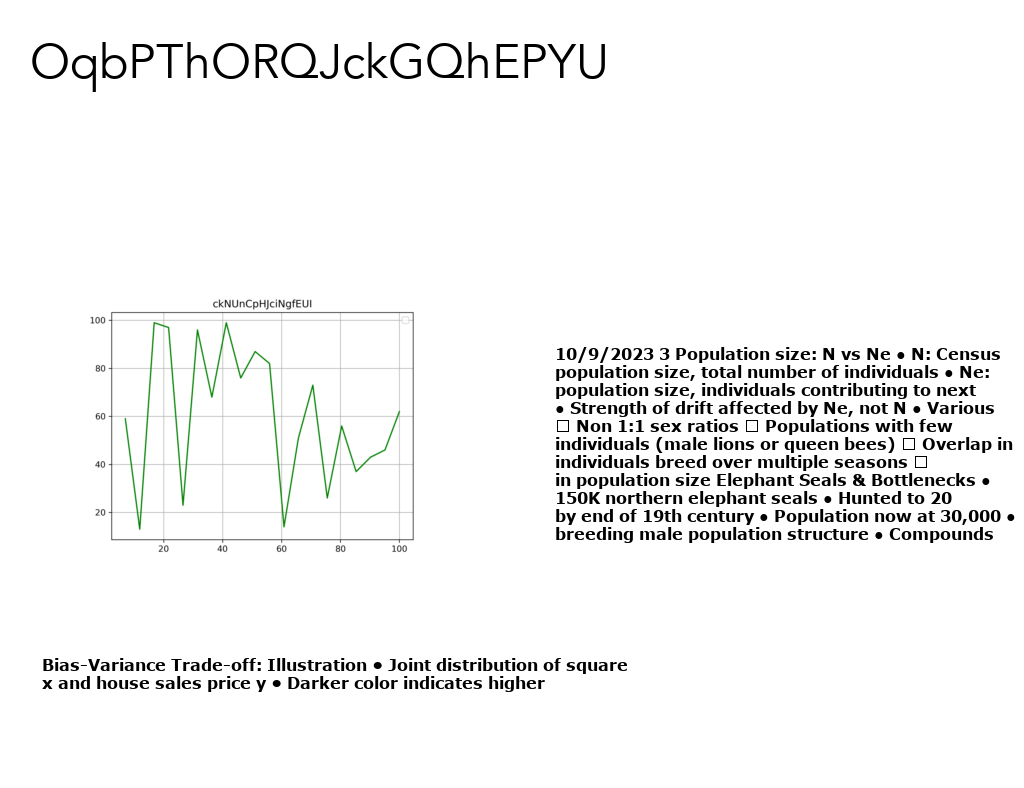 OqbPThORQJckGQhEPYU
ckNUnCpHJciNgfEUI
100
80
60
40
20
20 40 60 80 100
10/9/2023 3 Population size: N vs Ne ● N: Census
population size, total number of individuals ● Ne:
population size, individuals contributing to next
● Strength of drift affected by Ne, not N ● Various
□ Non 1:1 sex ratios □ Populations with few
individuals (male lions or queen bees) □ Overlap in
individuals breed over multiple seasons □
in population size Elephant Seals & Bottlenecks ●
150K northern elephant seals ● Hunted to 20
by end of 19th century ● Population now at 30,000 ●
breeding male population structure ● Compounds
Bias-Variance Trade-off: Illustration ● Joint distribution of square
x and house sales price y ● Darker color indicates higher